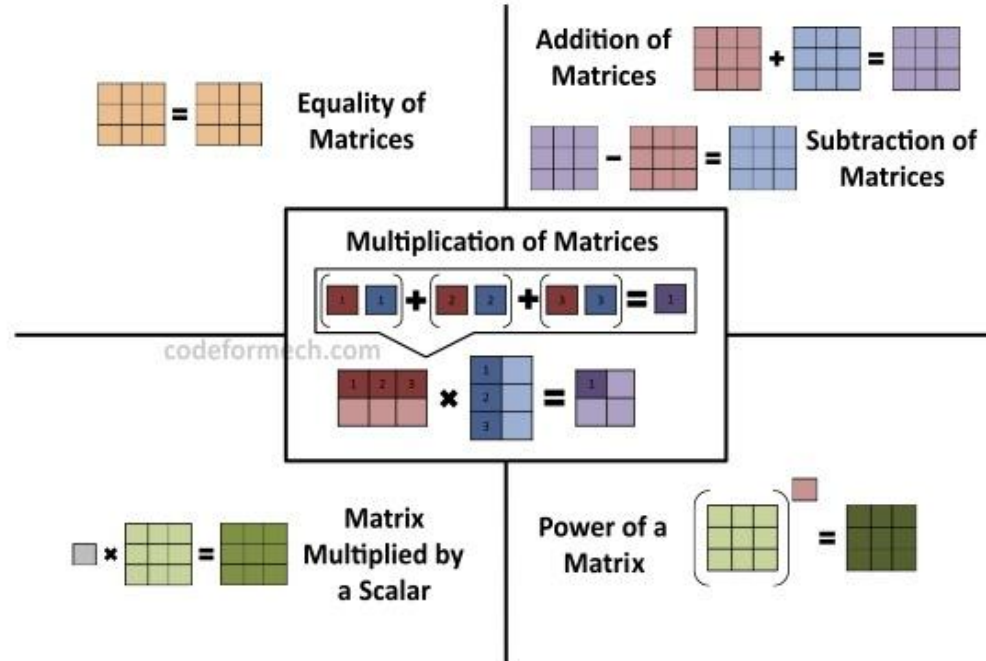 Equality of
Matrices
=
Addition of
Matrices
+ =
- =
Subtraction of
Matrices
Multiplication of Matrices
( 1 1 ) + ( 2 2 ) + ( 3 3 ) = 1
1 2 3 × 1 = 1
2
3
codeformech.com
× =
Matrix
Multiplied by
a Scalar
Power of a
Matrix
( ) =